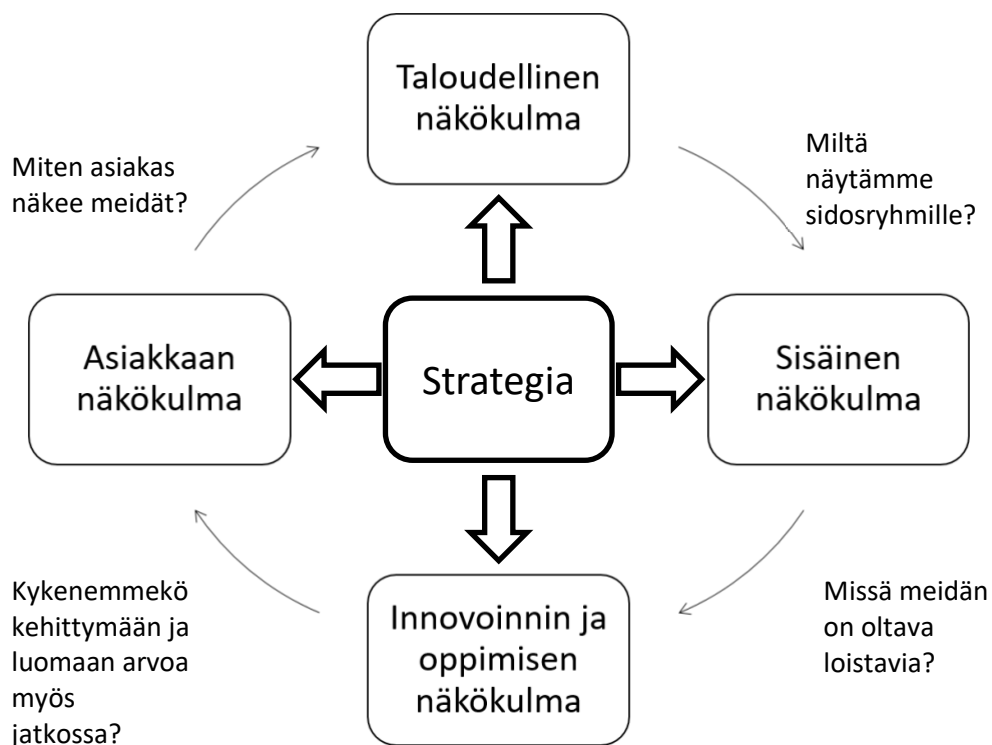 Taloudellinen
näkökulma
Miten asiakas
näkee meidät?
Miltä
näytämme
sidosryhmille?
Asiakkaan
näkökulma
Strategia
Sisäinen
näkökulma
Kykenemmekö
kehittymään ja
luomaan arvoa
myös
jatkossa?
Innovoinnin ja
oppimisen
näkökulma
Missä meidän
on oltava
loistavia?